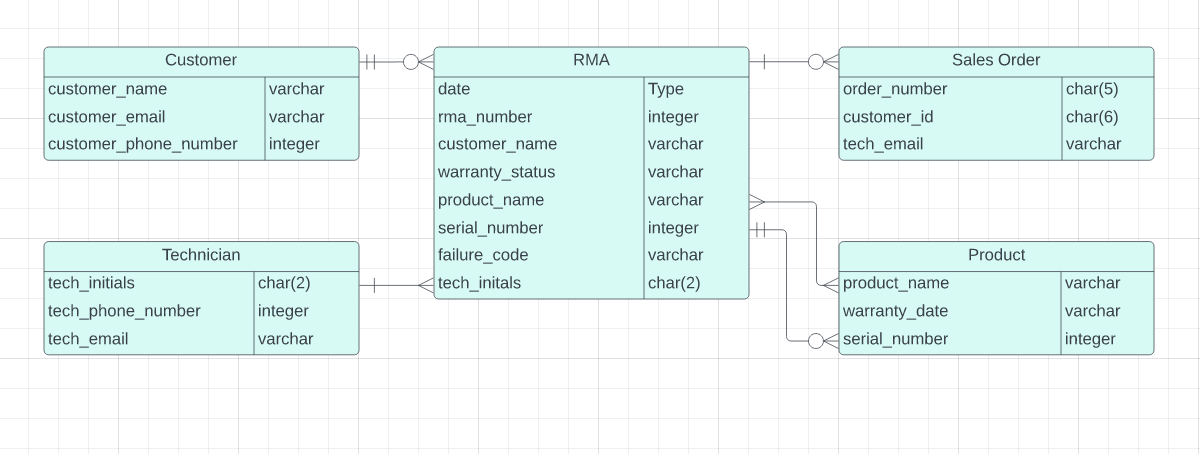 Customer
customer_name varchar
customer_email varchar
customer_phone_number integer
RMA
date Type
rma_number integer
customer_name varchar
warranty_status varchar
product_name varchar
serial_number integer
failure_code varchar
tech_initals char(2)
Sales Order
order_number char(5)
customer_id char(6)
tech_email varchar
Technician
tech_initials char(2)
tech_phone_number integer
tech_email varchar
Product
product_name varchar
warranty_date varchar
serial_number integer